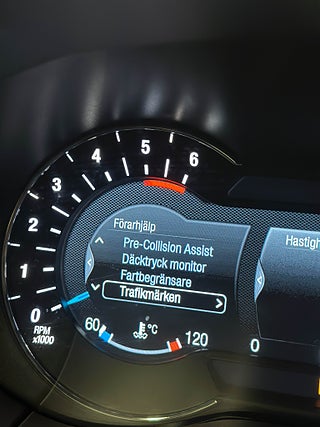 4
5
6
3
2
1
0
RPM
x1000
Förarhjälp
Pre-Collision Assist
Däcktryck monitor
Fartbegränsare
Trafikmärken
60
°C
120
Hastigh
0